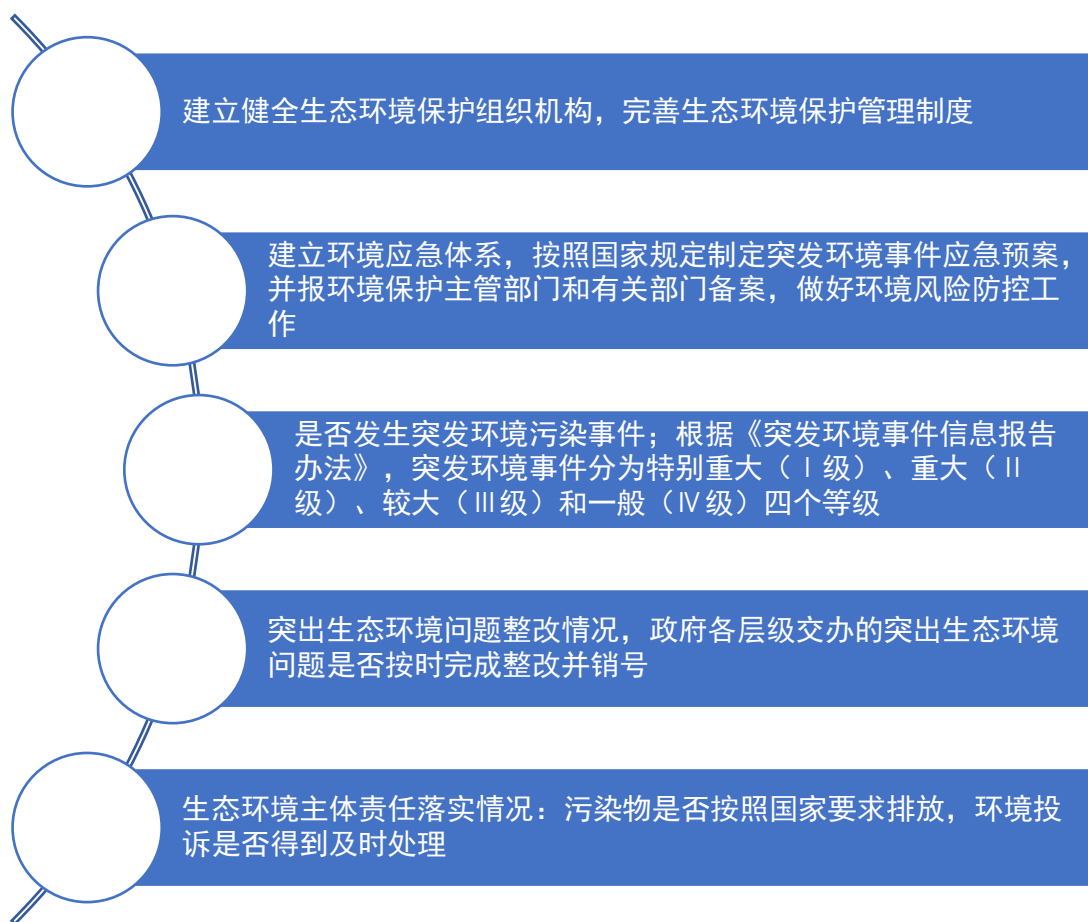 建立健全生态环境保护组织机构，完善生态环境保护管理制度
建立环境应急体系，按照国家规定制定突发环境事件应急预案，
并报环境保护主管部门和有关部门备案，做好环境风险防控工
作
是否发生突发环境污染事件；根据《突发环境事件信息报告
办法》，突发环境事件分为特别重大（Ⅰ级）、重大（Ⅱ
级）、较大（Ⅲ级）和一般（Ⅳ级）四个等级
突出生态环境问题整改情况，政府各层级交办的突出生态环境
问题是否按时完成整改并销号
生态环境主体责任落实情况：污染物是否按照国家要求排放，环境投
诉是否得到及时处理